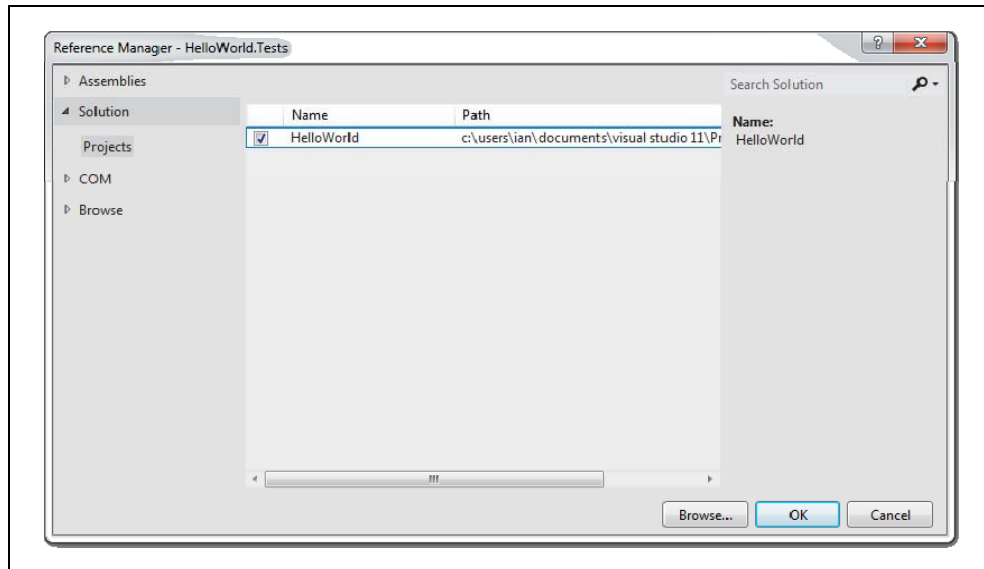 Reference Manager - HelloWorld.Tests
Assemblies
Search Solution
Solution
Projects
COM
Browse
Name Path
HelloWorld c:\users\ian\documents\visual studio 11\Pr
Name:
HelloWorld
Browse... OK Cancel